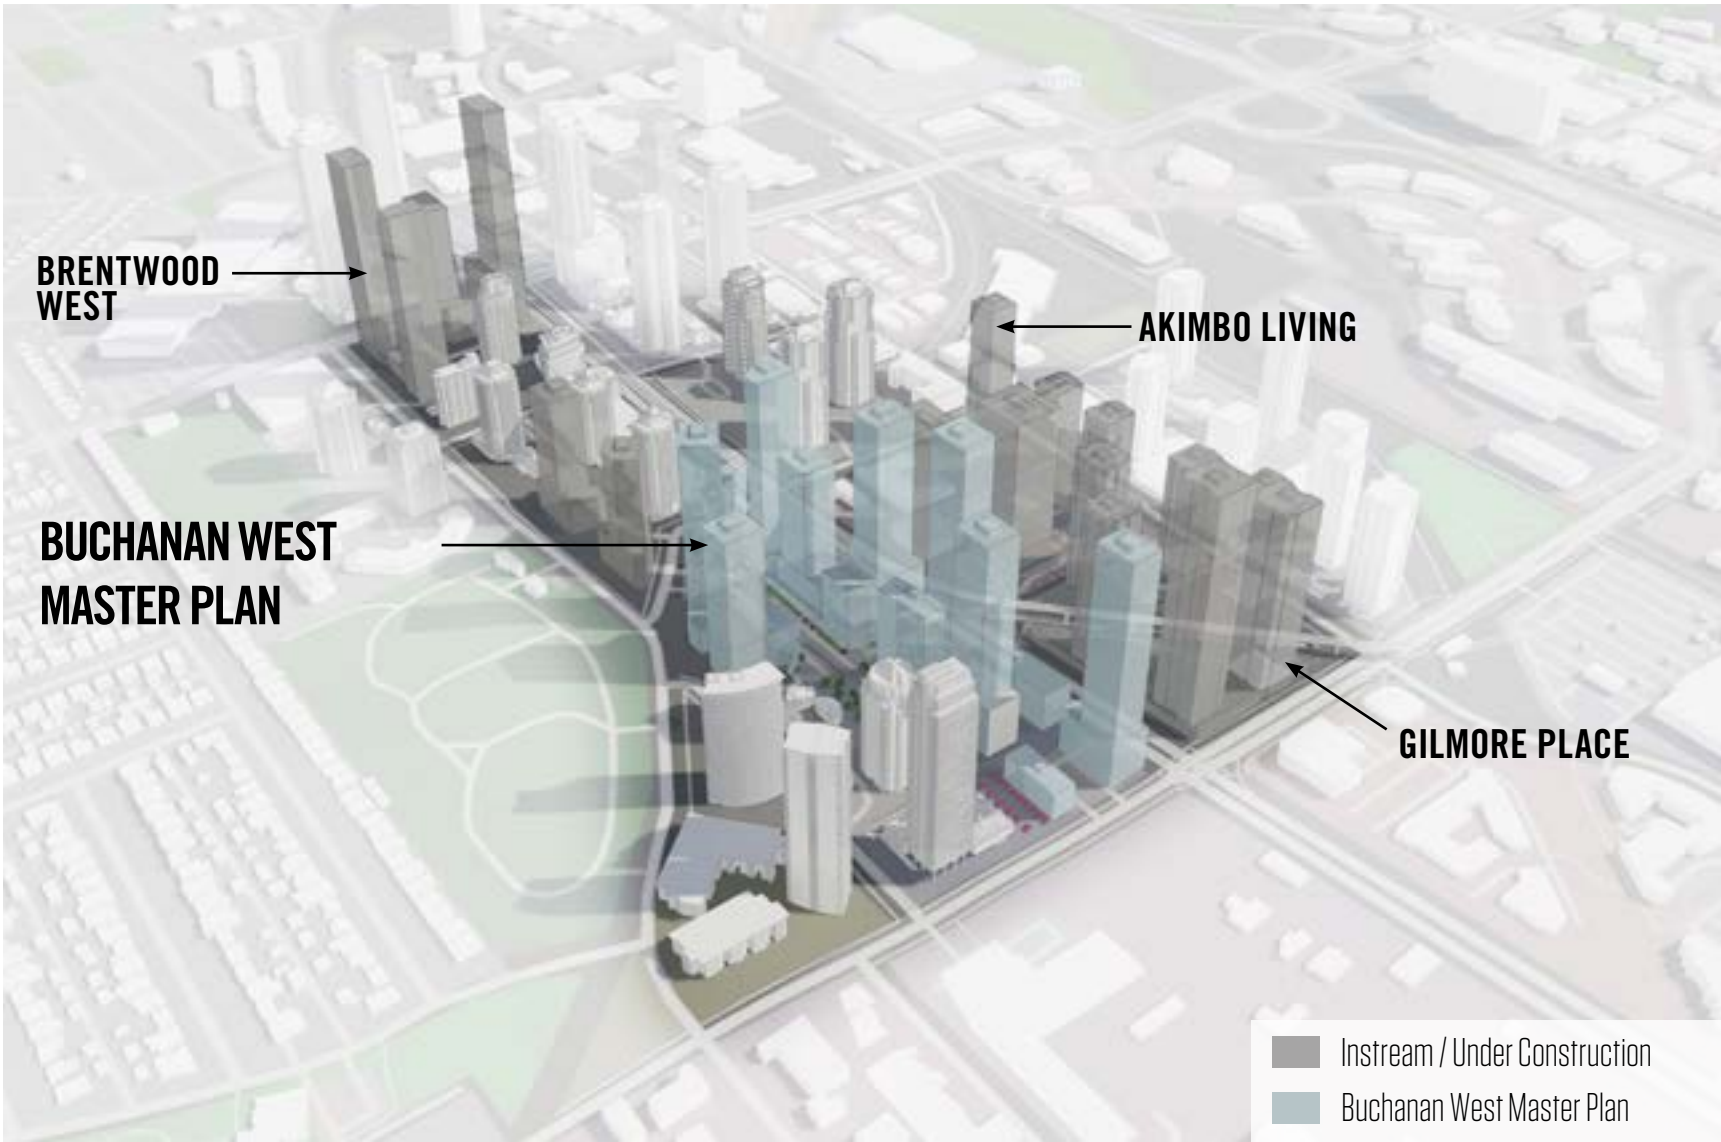 BRENTWOOD
WEST
AKIMBO LIVING
BUCHANAN WEST
MASTER PLAN
GILMORE PLACE
Instream / Under Construction
Buchanan West Master Plan